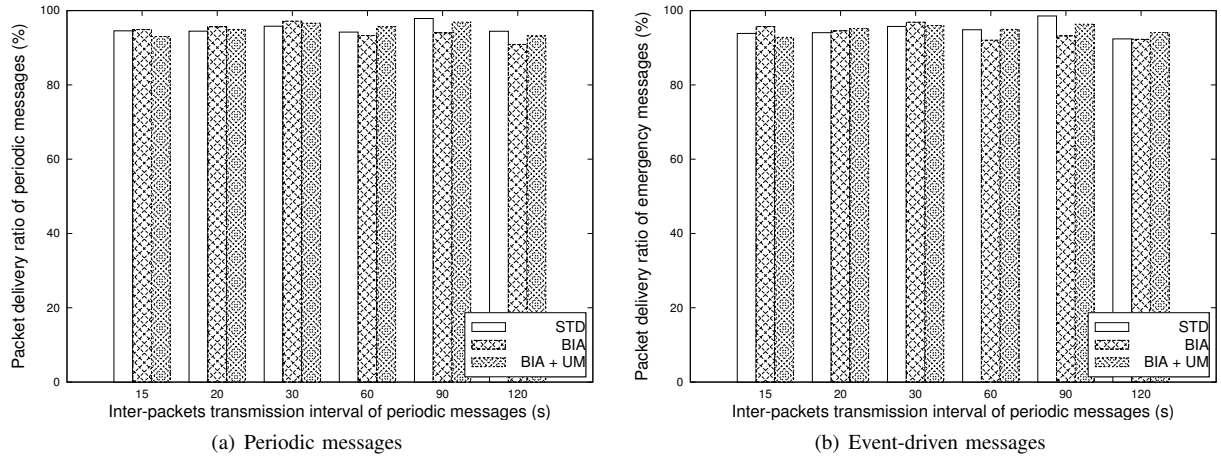 Packet delivery ratio of periodic messages (%)
100
80
60
40
20
0
15 20 30 60 90 120
Inter-packets transmission interval of periodic messages (s)
STD
BIA
BIA + UM
(a) Periodic messages
Packet delivery ratio of emergency messages (%)
100
80
60
40
20
0
15 20 30 60 90 120
Inter-packets transmission interval of periodic messages (s)
STD
BIA
BIA + UM
(b) Event-driven messages